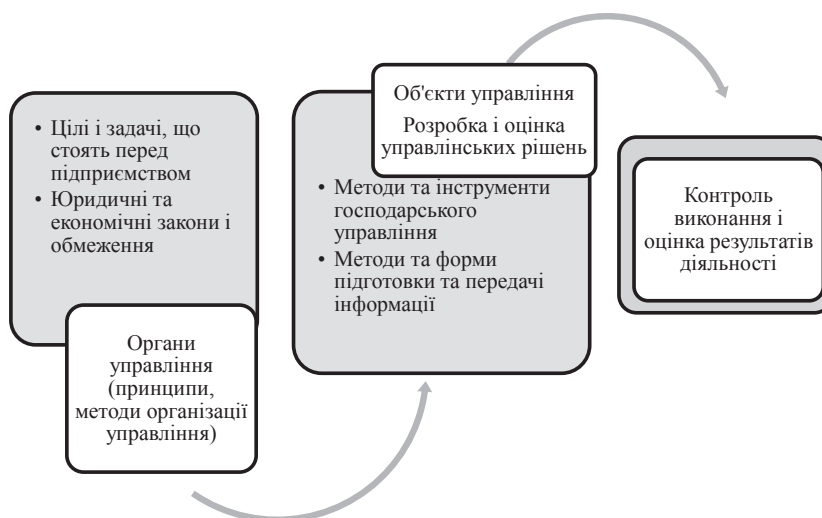 • Цілі і задачі, що
стоять перед
підприємством
• Юридичні та
економічні закони і
обмеження
Органи
управління
(принципи,
методи організації
управління)
Об'єкти управління
Розробка і оцінка
управлінських рішень
• Методи та інструменти
господарського
управління
• Методи та форми
підготовки та передачі
інформації
Контроль
виконання і
оцінка результатів
діяльності